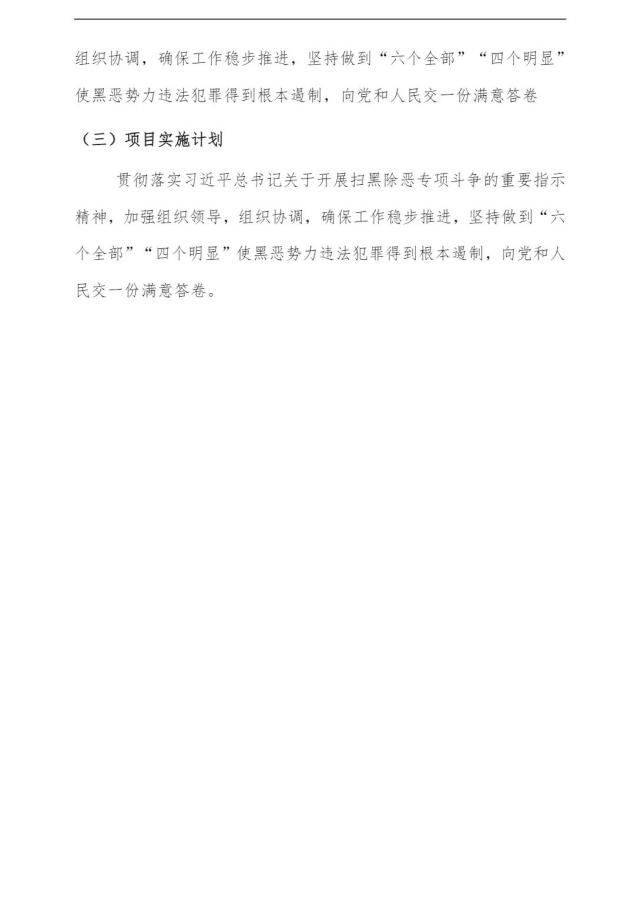 组织协调，确保工作稳步推进，坚持做到“六个全部”“四个明显”
使黑恶势力违法犯罪得到根本遏制，向党和人民交一份满意答卷
（三）项目实施计划
贯彻落实习近平总书记关于开展扫黑除恶专项斗争的重要指示
精神，加强组织领导，组织协调，确保工作稳步推进，坚持做到“六
个全部”“四个明显”使黑恶势力违法犯罪得到根本遏制，向党和人
民交一份满意答卷。